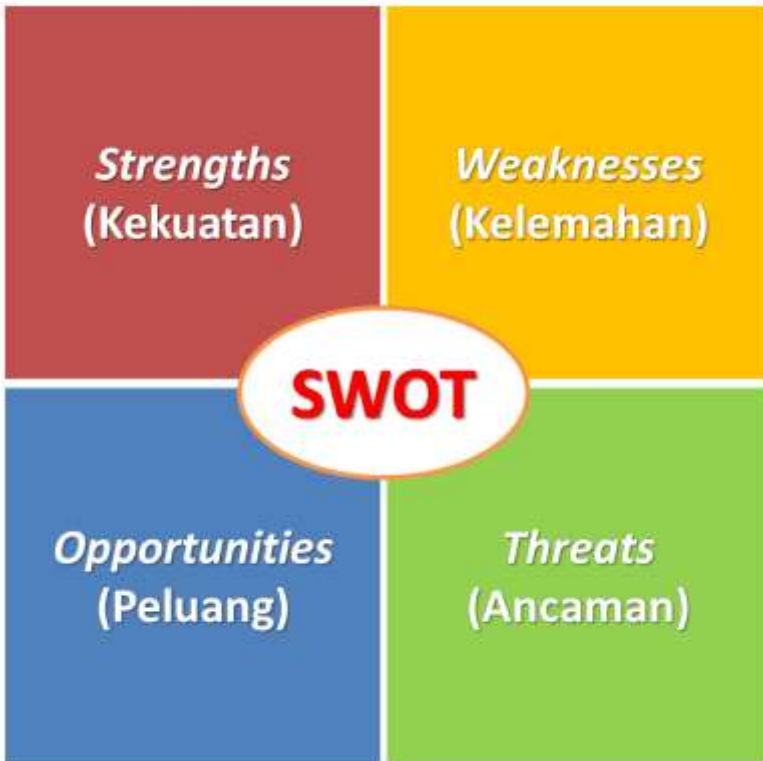 Strengths
(Kekuatan)
Weaknesses
(Kelemahan)
SWOT
Opportunities
(Peluang)
Threats
(Ancaman)